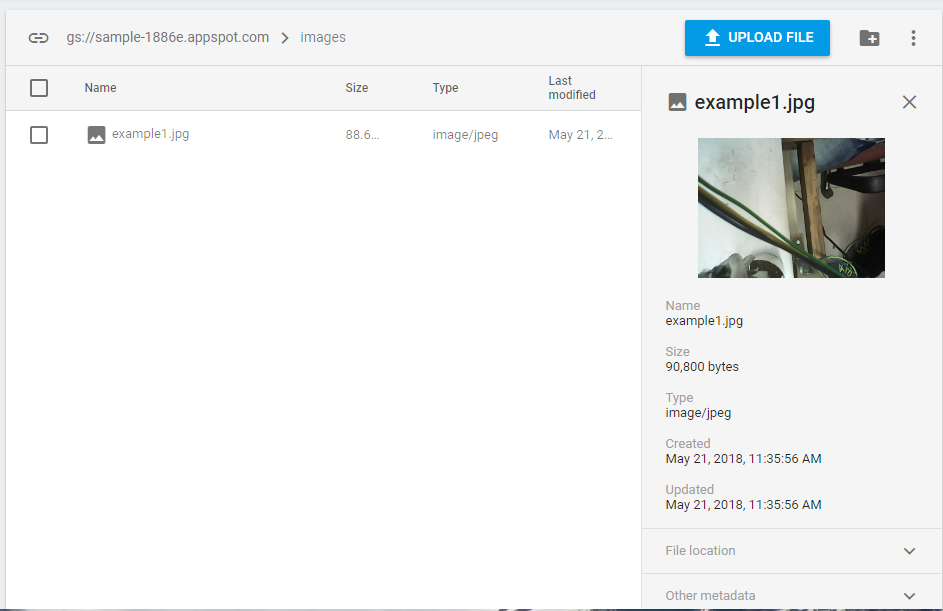 gs://sample-1886e.appspot.com > images
UPLOAD FILE
Name Size Type Last modified
example1.jpg 88.6... image/jpeg May 21, 2...
example1.jpg
Name
example1.jpg
Size
90,800 bytes
Type
image/jpeg
Created
May 21, 2018, 11:35:56 AM
Updated
May 21, 2018, 11:35:56 AM
File location
Other metadata